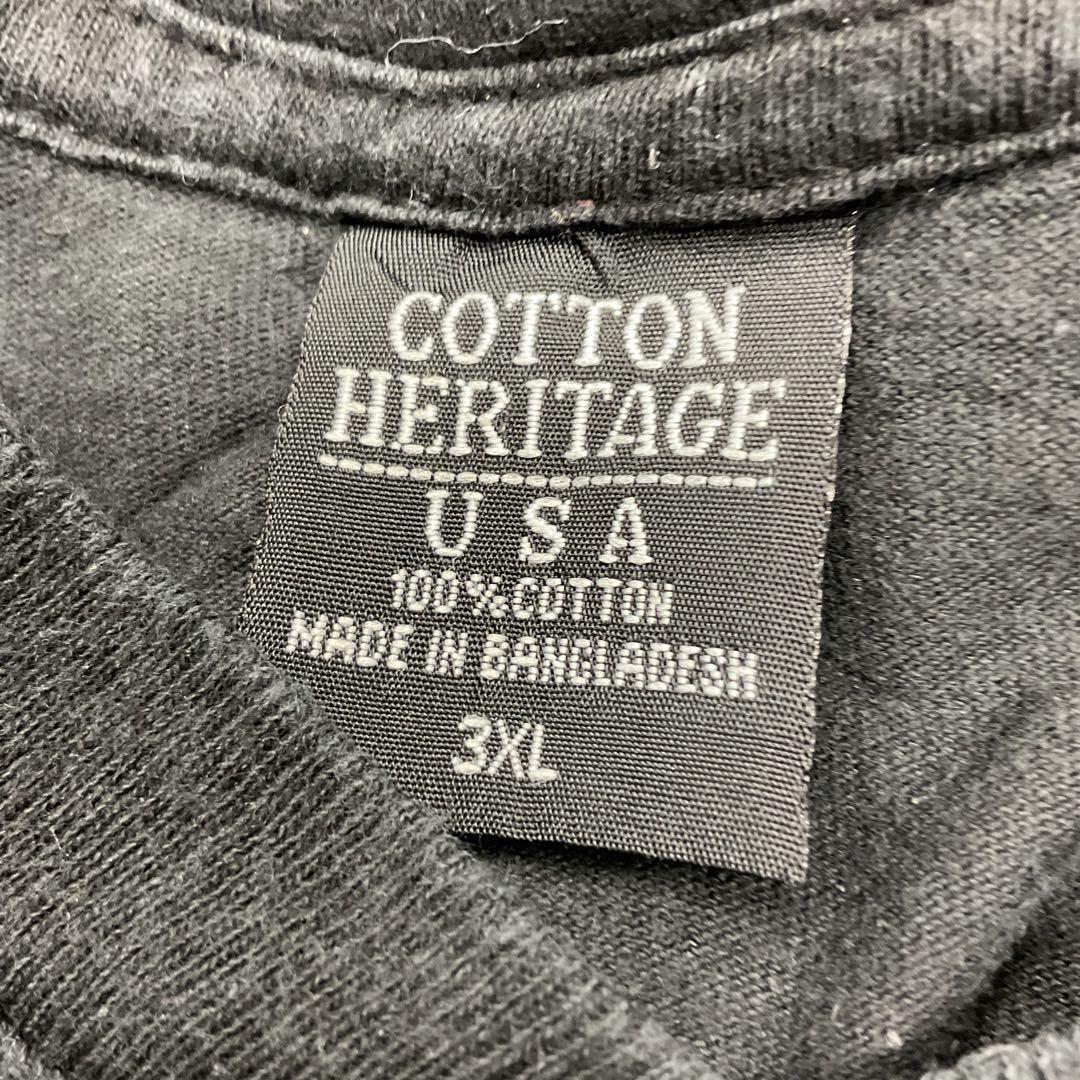 COTTON
HERITAGE
USA
100%COTTON
MADE IN BANGLADESH
3XL